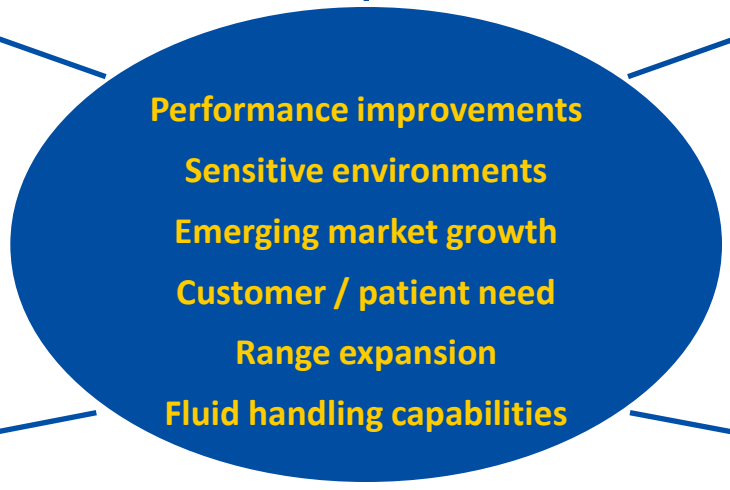 Performance improvements
Sensitive environments
Emerging market growth
Customer / patient need
Range expansion
Fluid handling capabilities